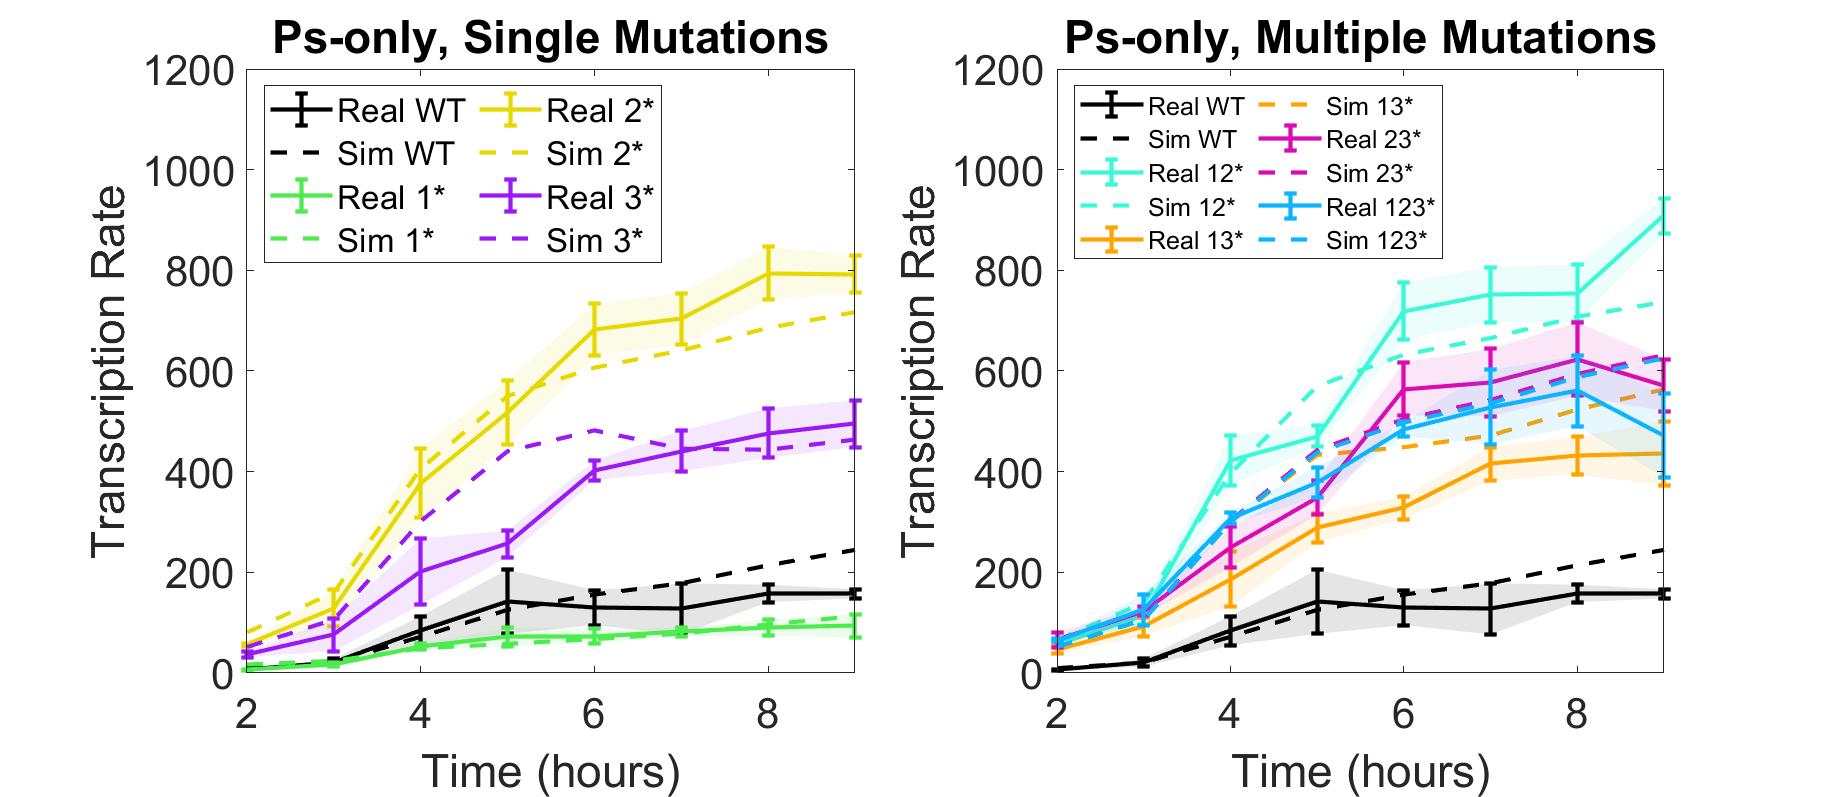 Ps-only, Single Mutations
1200
1000
800
600
400
200
0
Transcription Rate
Real WT
Sim WT
Real 1*
Sim 1*
Real 2*
Sim 2*
Real 3*
Sim 3*
2 4 6 8
Time (hours)
Ps-only, Multiple Mutations
1200
1000
800
600
400
200
0
Transcription Rate
Real WT
Sim WT
Real 12*
Sim 12*
Real 13*
Sim 13*
Real 23*
Sim 23*
Real 123*
Sim 123*
2 4 6 8
Time (hours)